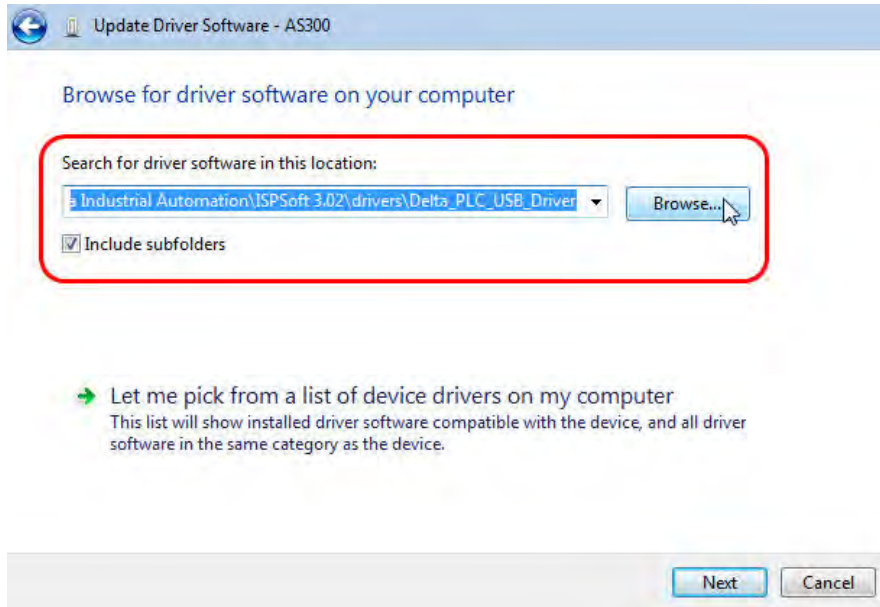 Update Driver Software - AS300
Browse for driver software on your computer
Search for driver software in this location:
a Industrial Automation\ISPSoft 3.02\drivers\Delta_PLC_USB_Driver
Browse...
Include subfolders
Let me pick from a list of device drivers on my computer
This list will show installed driver software compatible with the device, and all driver
software in the same category as the device.
Next
Cancel